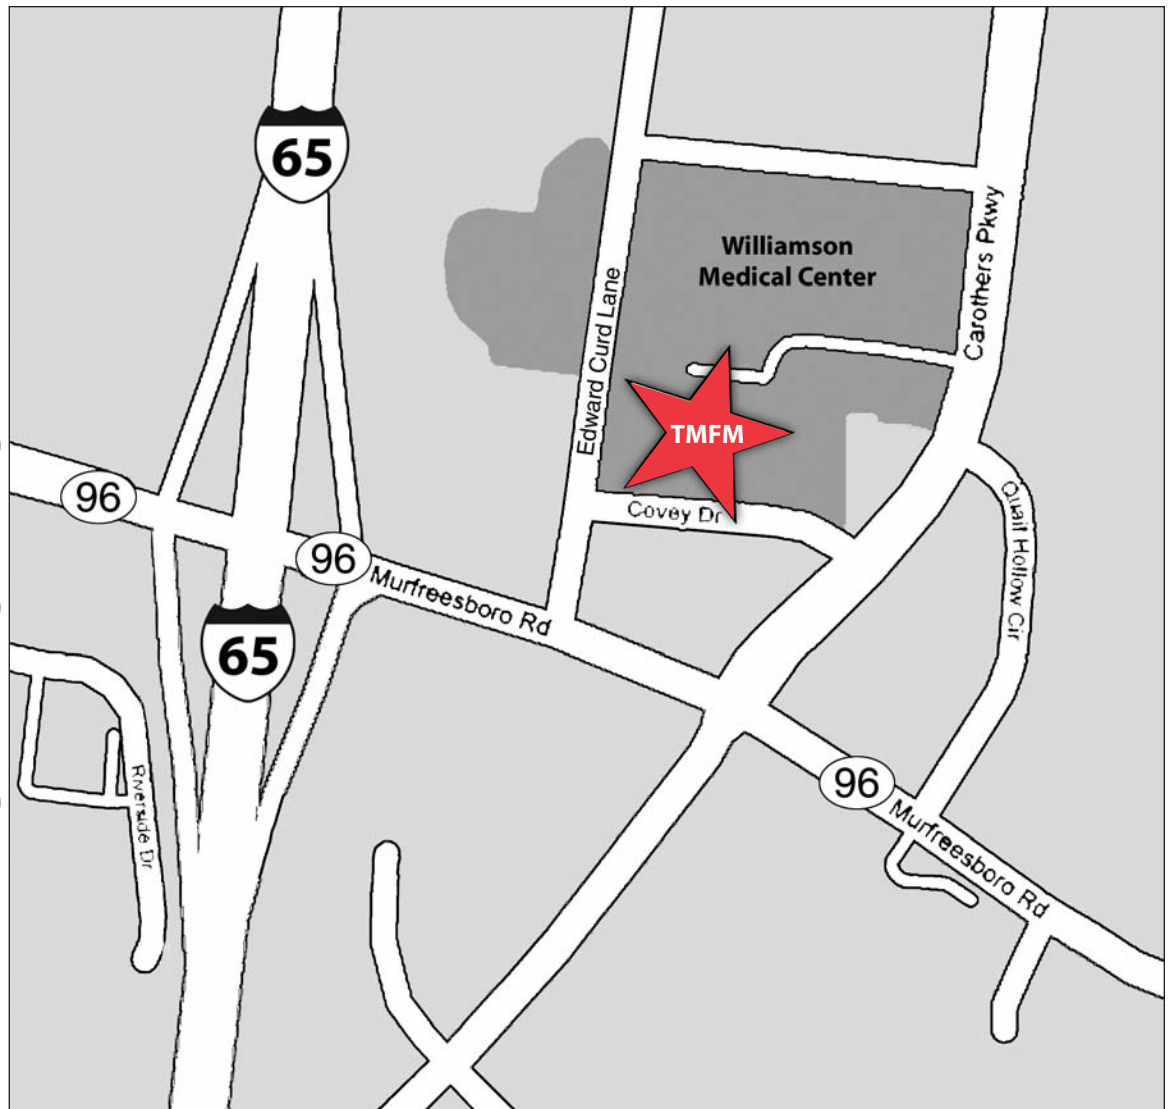 65
Williamson
Medical Center
Carothers Pkwy
Edward Curd Lane
TMFM
96
Covey Dr
Quail Hollow Cir
96
Murfreesboro Rd
65
Riverside Dr
96
Murfreesboro Rd